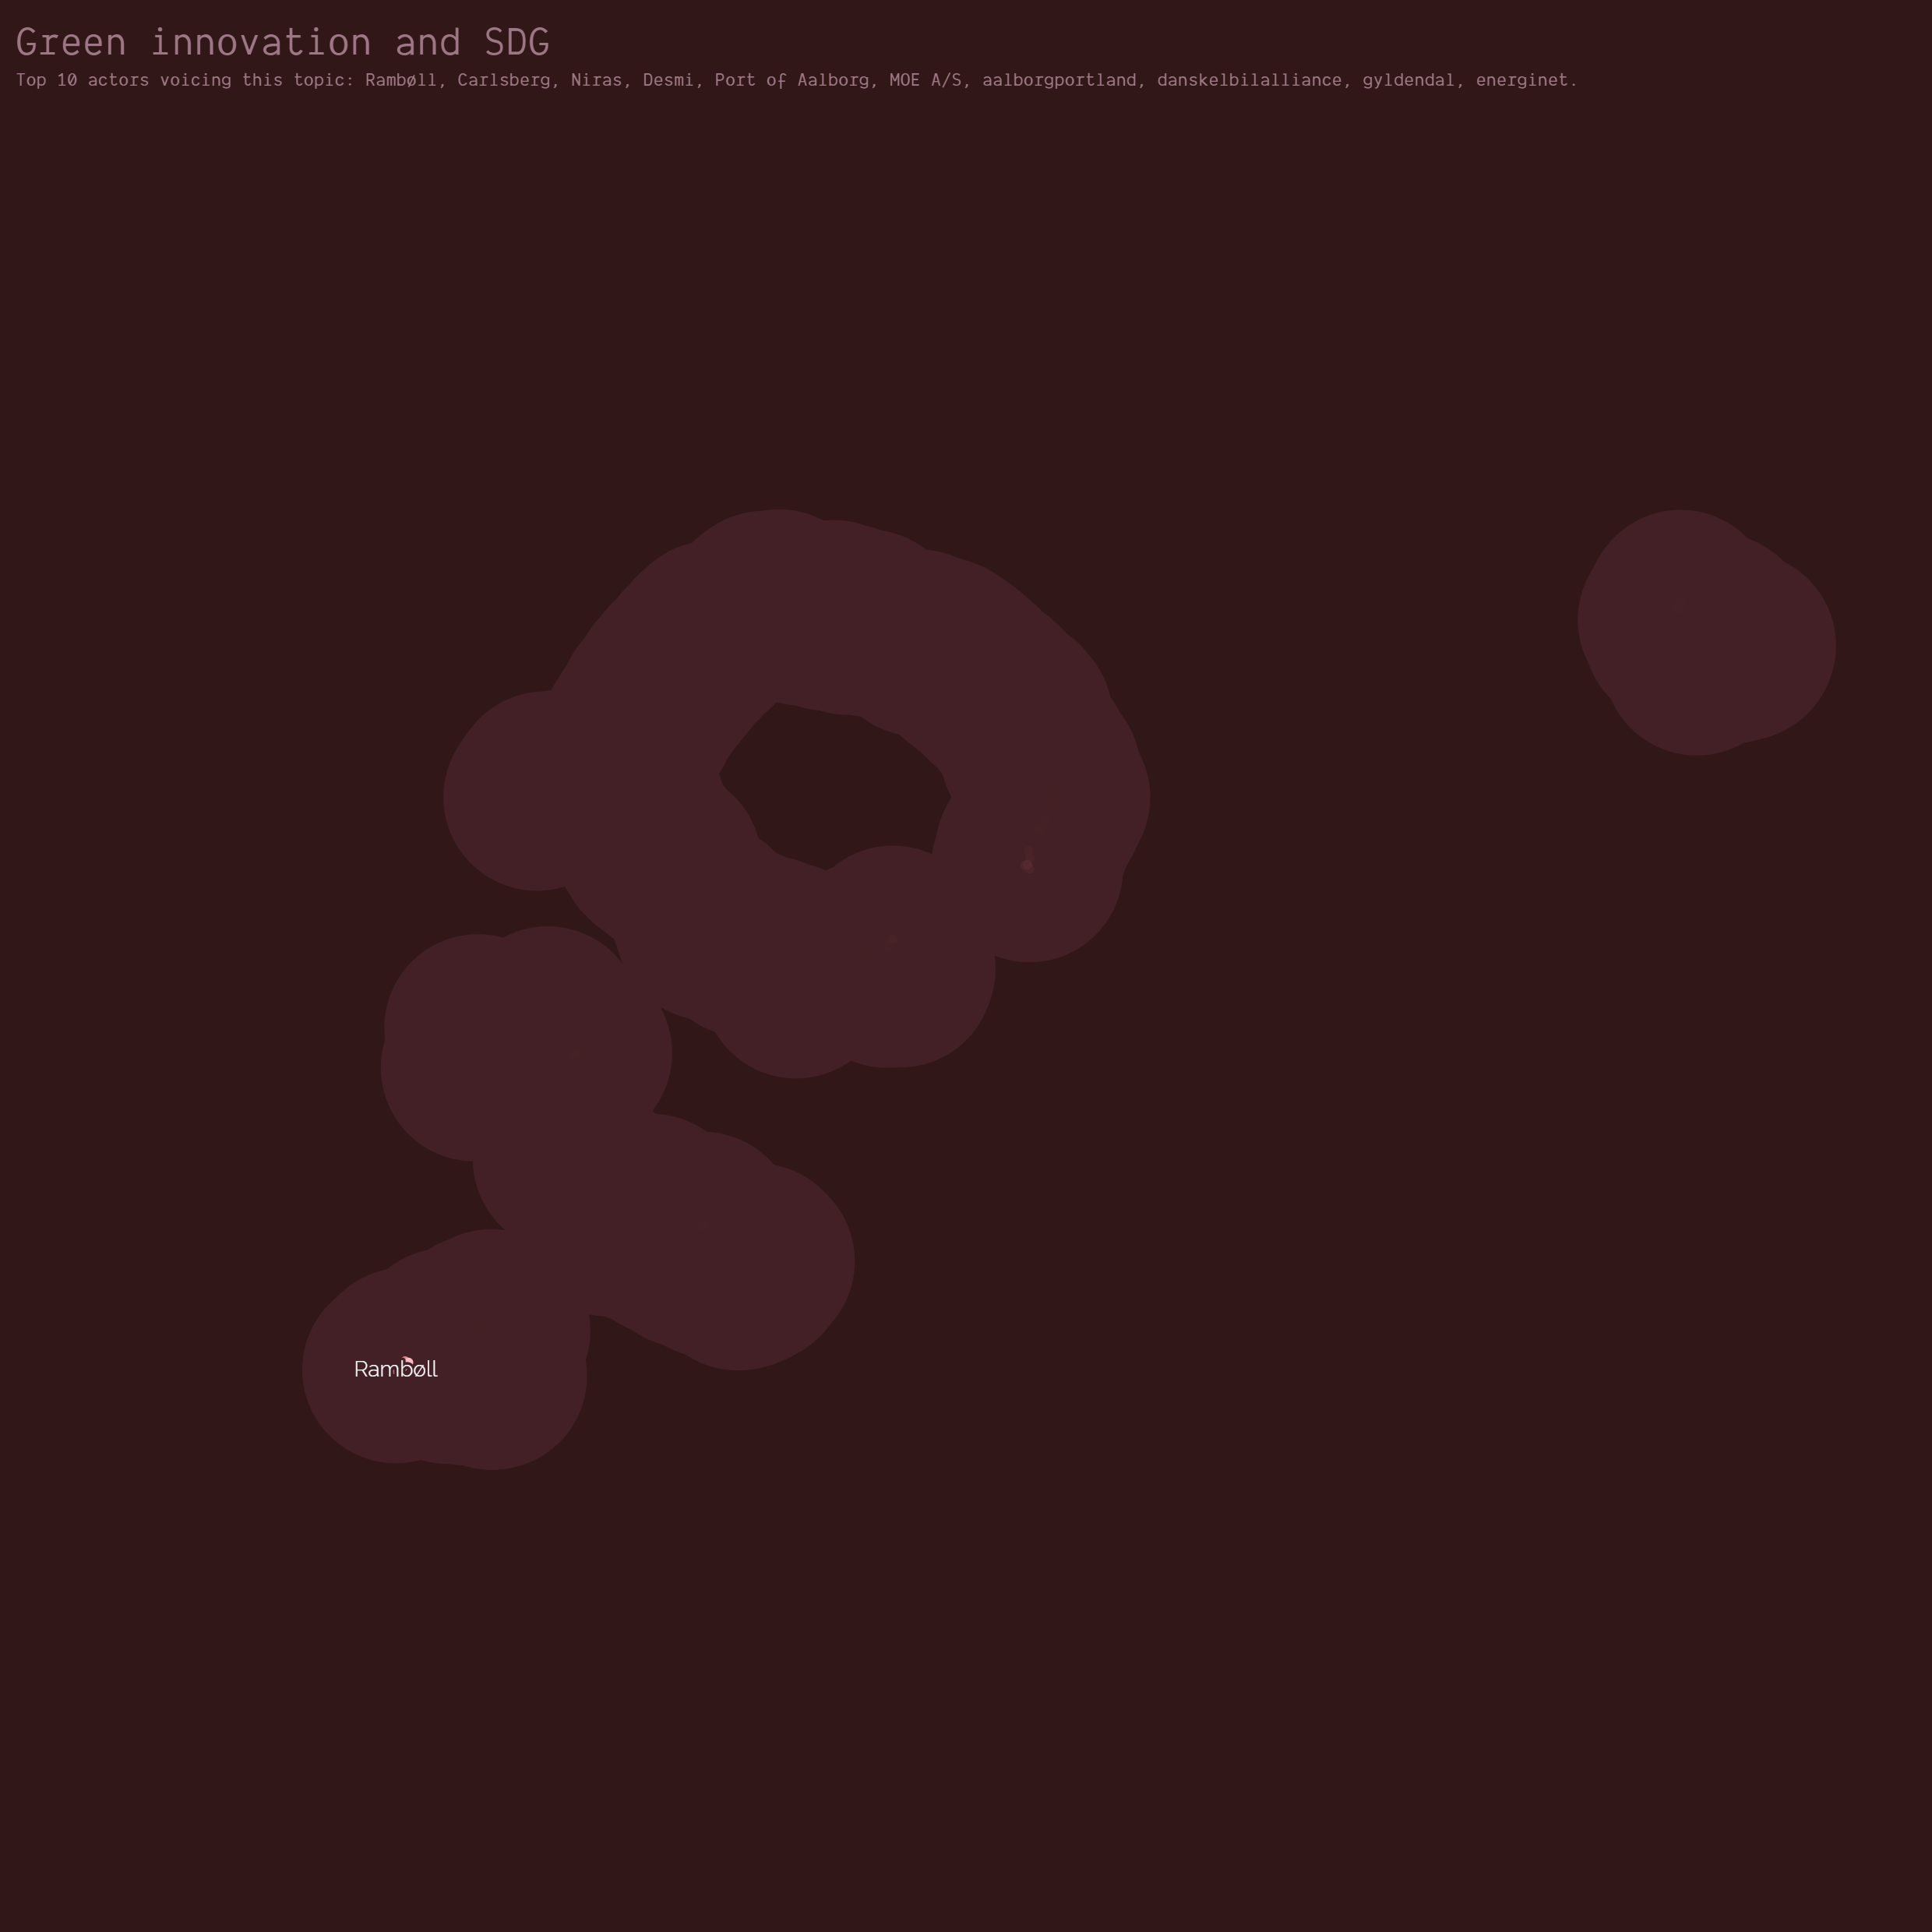 Green innovation and SDG
Top 10 actors voicing this topic: Rambøll, Carlsberg, Niras, Desmi, Port of Aalborg, MOE A/S, aalborgportland, danskelbilalliance, gyldendal, energinet.
Rambøll